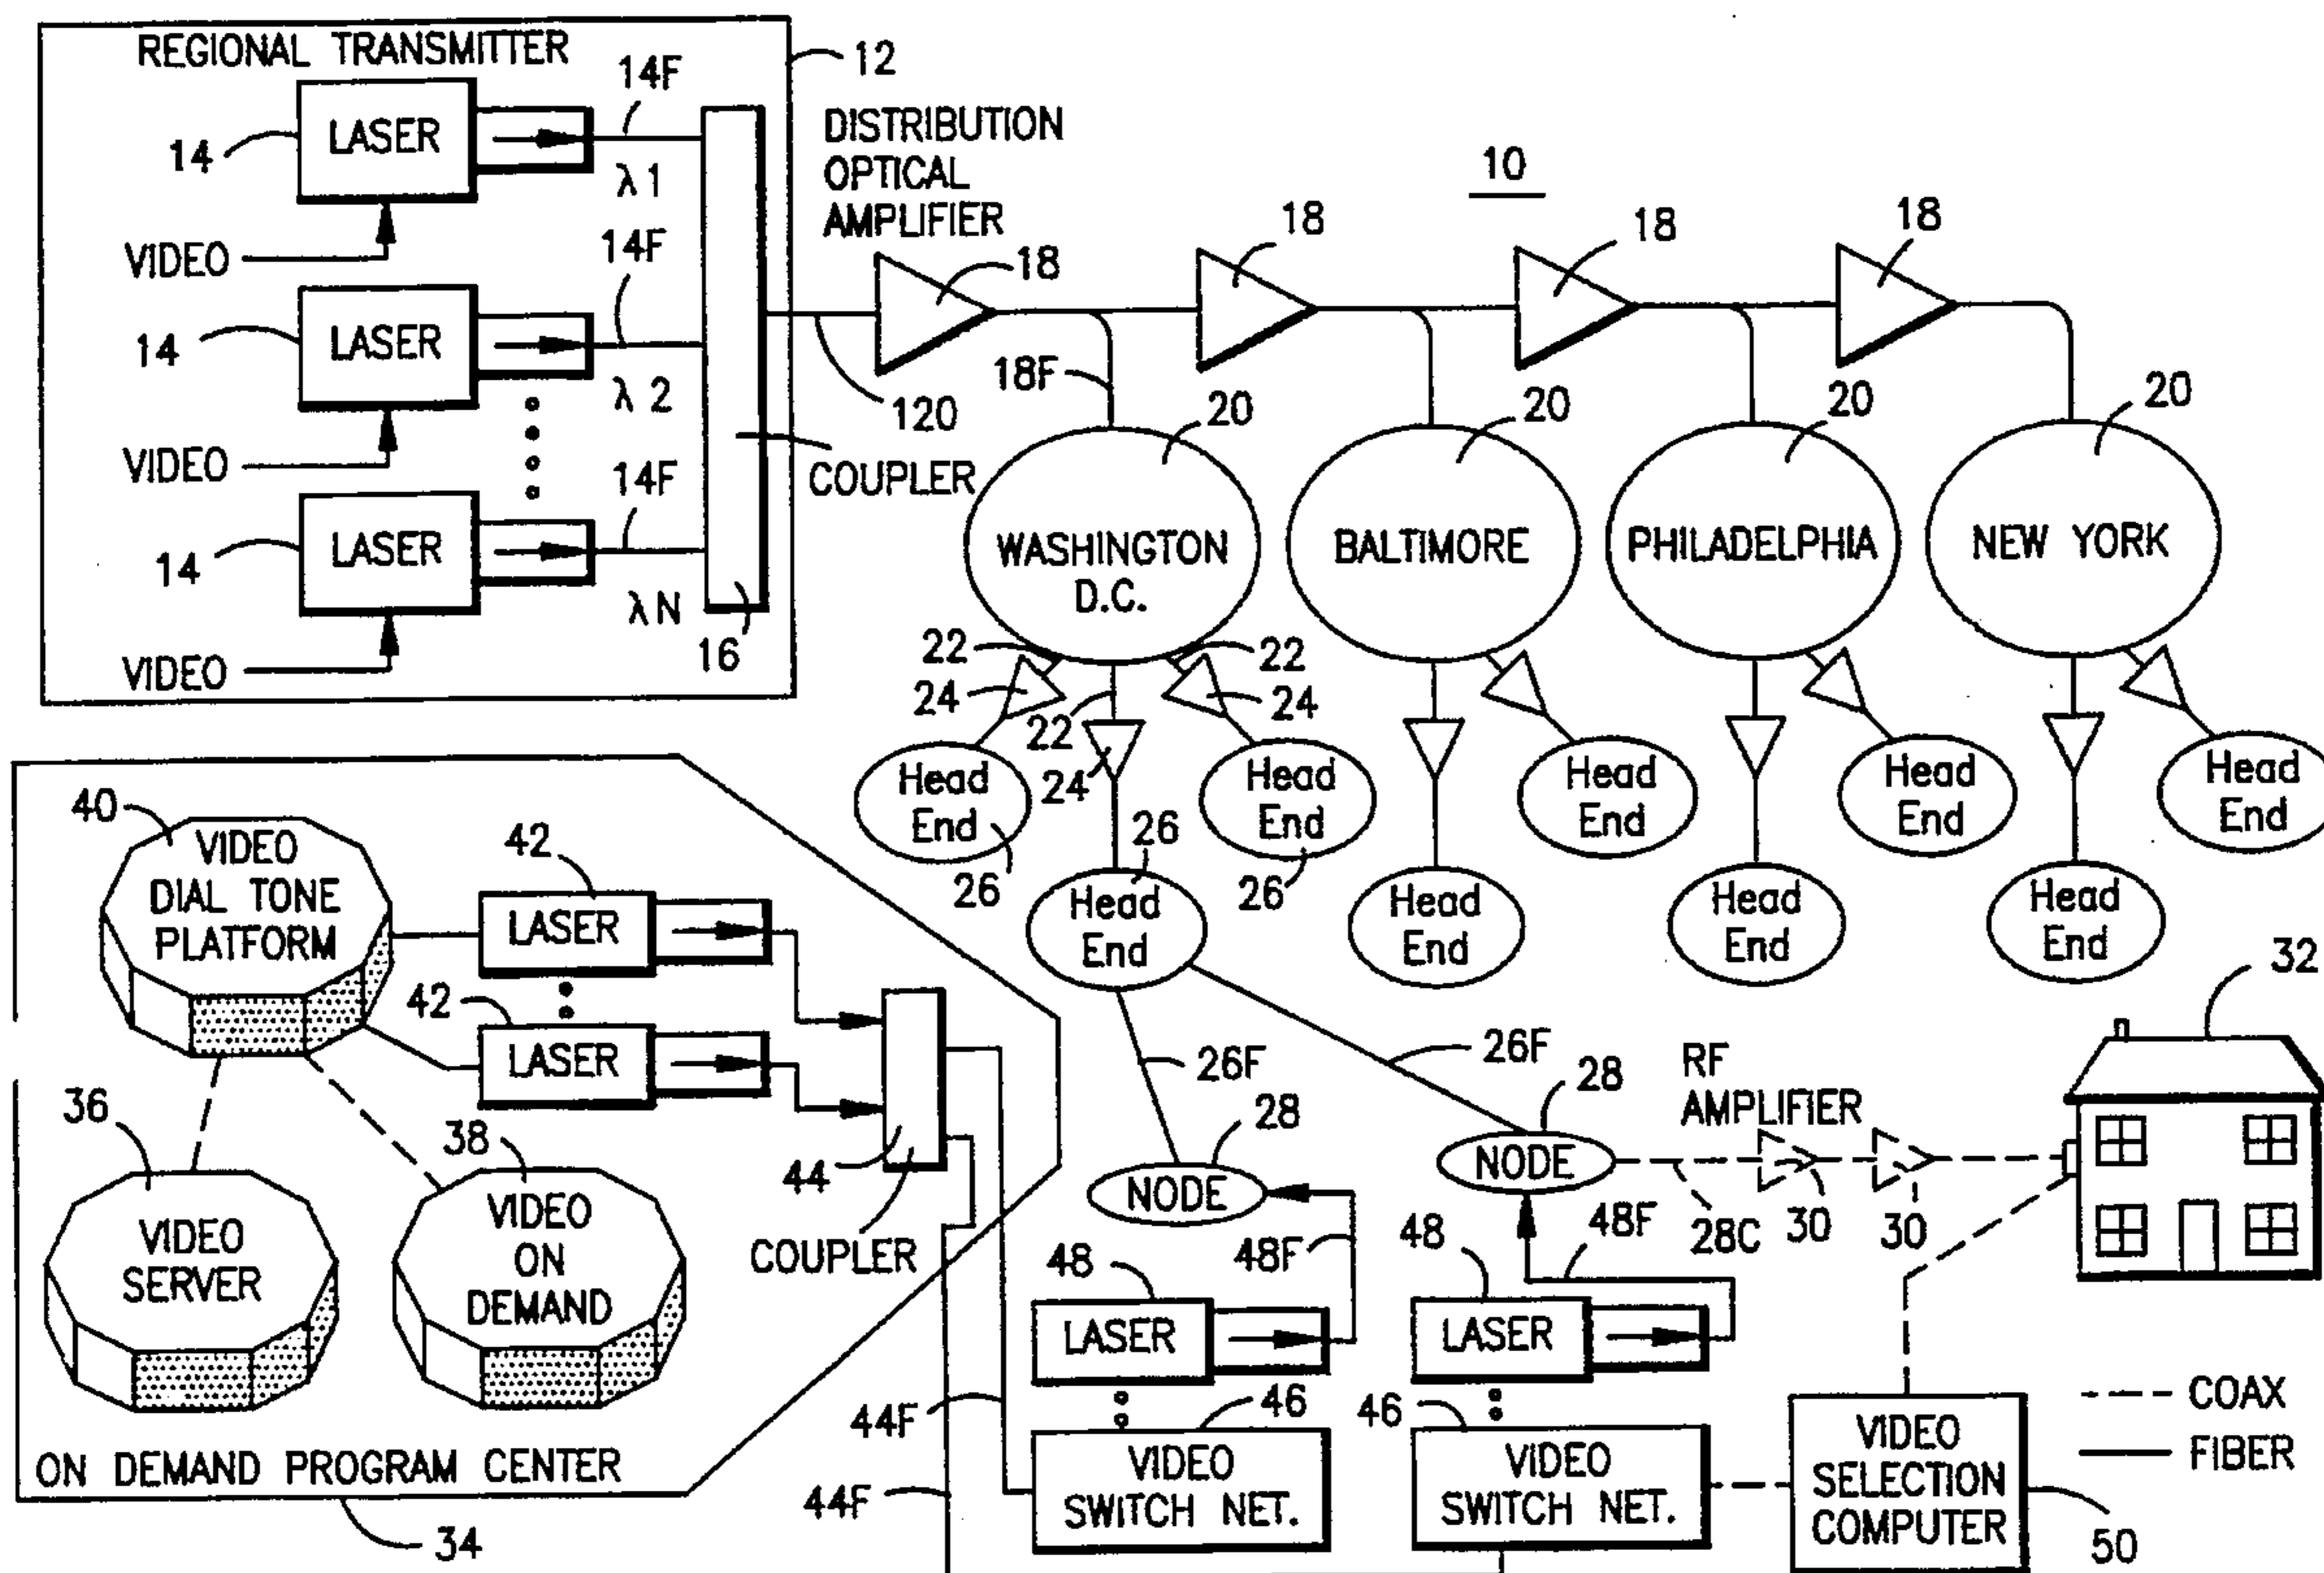 REGIONAL TRANSMITTER
12
14F
LASER
14
λ1
VIDEO
14F
LASER
14
λ2
VIDEO
14F
LASER
14
λN
16
VIDEO
COUPLER
DISTRIBUTION
OPTICAL
AMPLIFIER
10
18
18
18
18
120
18F
20
20
20
20
WASHINGTON
D.C.
BALTIMORE
PHILADELPHIA
NEW YORK
22
22
24
24
22
24
Head
End
26
Head
End
26
26
Head
End
Head
End
Head
End
Head
End
Head
End
Head
End
Head
End
40
VIDEO
DIAL TONE
PLATFORM
42
LASER
42
LASER
36
VIDEO
SERVER
38
VIDEO
ON
DEMAND
44
COUPLER
ON DEMAND PROGRAM CENTER
34
26F
26F
28
NODE
28
NODE
RF
AMPLIFIER
28C
30
30
32
48F
48F
48
LASER
48
LASER
44F
44F
46
VIDEO
SWITCH NET.
46
VIDEO
SWITCH NET.
VIDEO
SELECTION
COMPUTER
50
COAX
FIBER